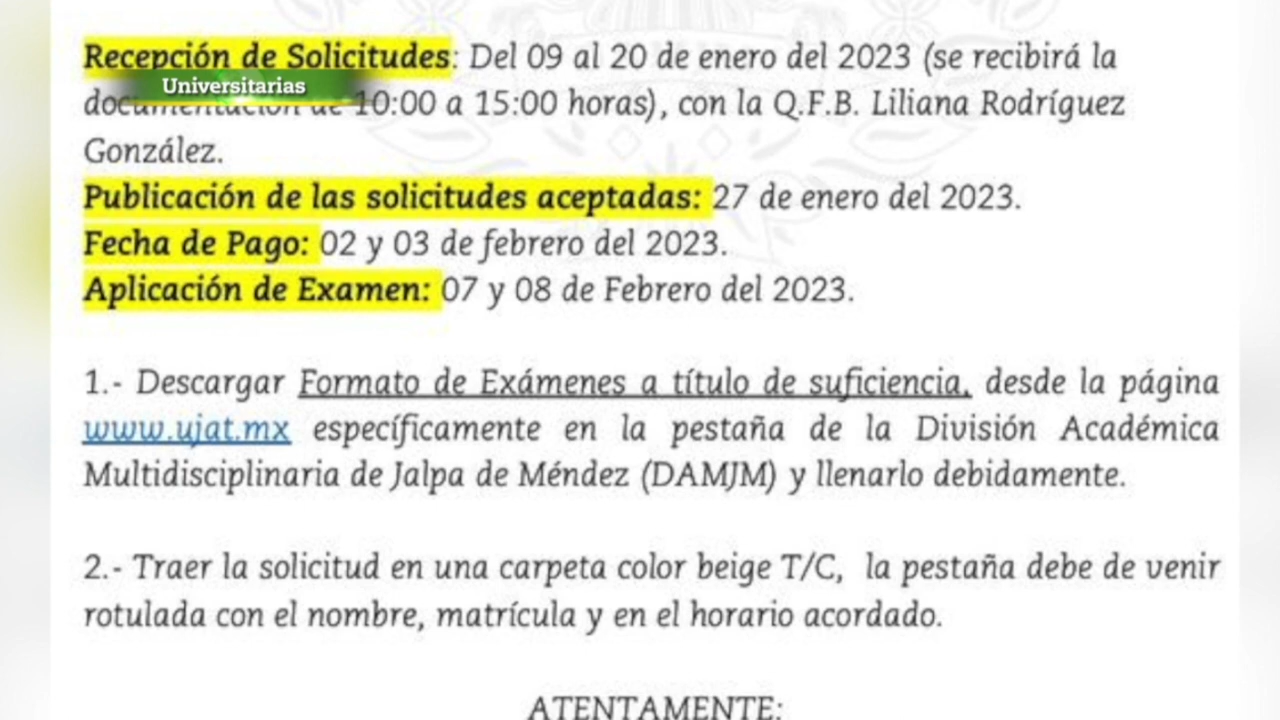 Recepción de Solicitudes: Del 09 al 20 de enero del 2023 (se recibirá la
Universitarias
documentación de 10:00 a 15:00 horas), con la Q.F.B. Liliana Rodríguez
González.
Publicación de las solicitudes aceptadas: 27 de enero del 2023.
Fecha de Pago: 02 y 03 de febrero del 2023.
Aplicación de Examen: 07 y 08 de Febrero del 2023.
1.- Descargar Formato de Exámenes a título de suficiencia, desde la página
www.ujat.mx específicamente en la pestaña de la División Académica
Multidisciplinaria de Jalpa de Méndez (DAMJM) y llenarlo debidamente.
2.- Traer la solicitud en una carpeta color beige T/C, la pestaña debe de venir
rotulada con el nombre, matrícula y en el horario acordado.
ATENTAMENTE: